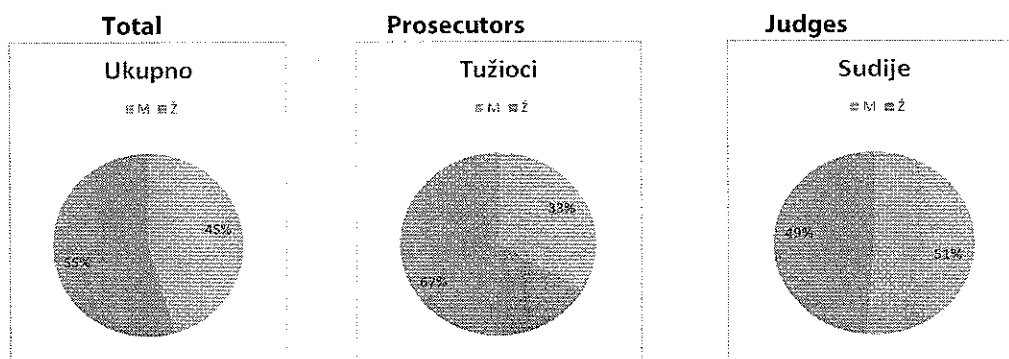 Total
Ukupno
M Ž
45%
55%
Prosecutors
Tužioci
M Ž
33%
67%
Judges
Sudije
M Ž
49%
51%